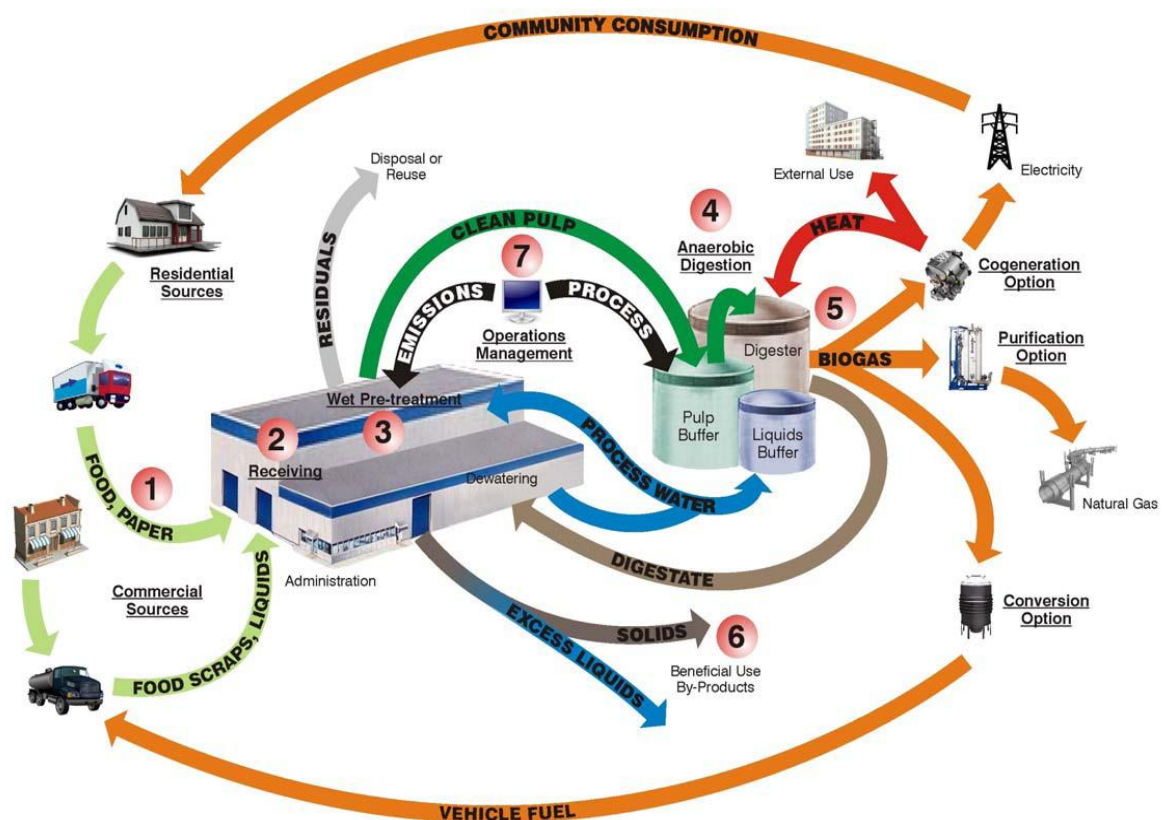 COMMUNITY CONSUMPTION
Disposal or
Reuse
External Use
Electricity
4
Anaerobic
Digestion
CLEAN PULP
HEAT
7
Residential
Sources
RESIDUALS
EMISSIONS
PROCESS
Operations
Management
Cogeneration
Option
5
Digester
BIOGAS
Purification
Option
Wet Pre-treatment
3
2
Receiving
Pulp
Buffer
Liquids
Buffer
PROCESS WATER
Dewatering
1
FOOD, PAPER
Natural Gas
Administration
DIGESTATE
Commercial
Sources
FOOD SCRAPS, LIQUIDS
EXCESS LIQUIDS
SOLIDS
6
Beneficial Use
By-Products
Conversion
Option
VEHICLE FUEL